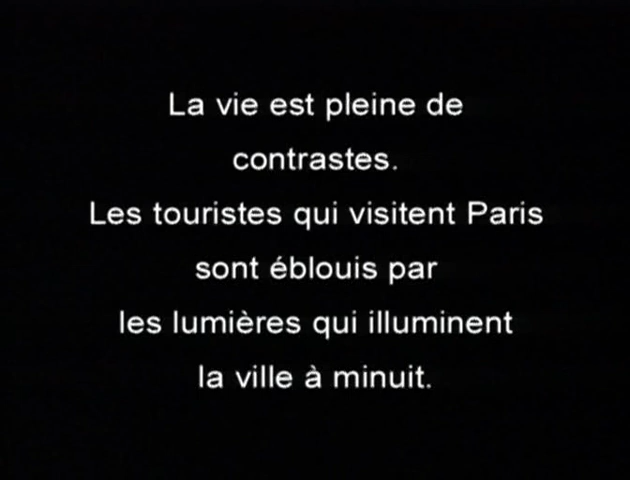 La vie est pleine de
contrastes.
Les touristes qui visitent Paris
sont éblouis par
les lumières qui illuminent
la ville à minuit.